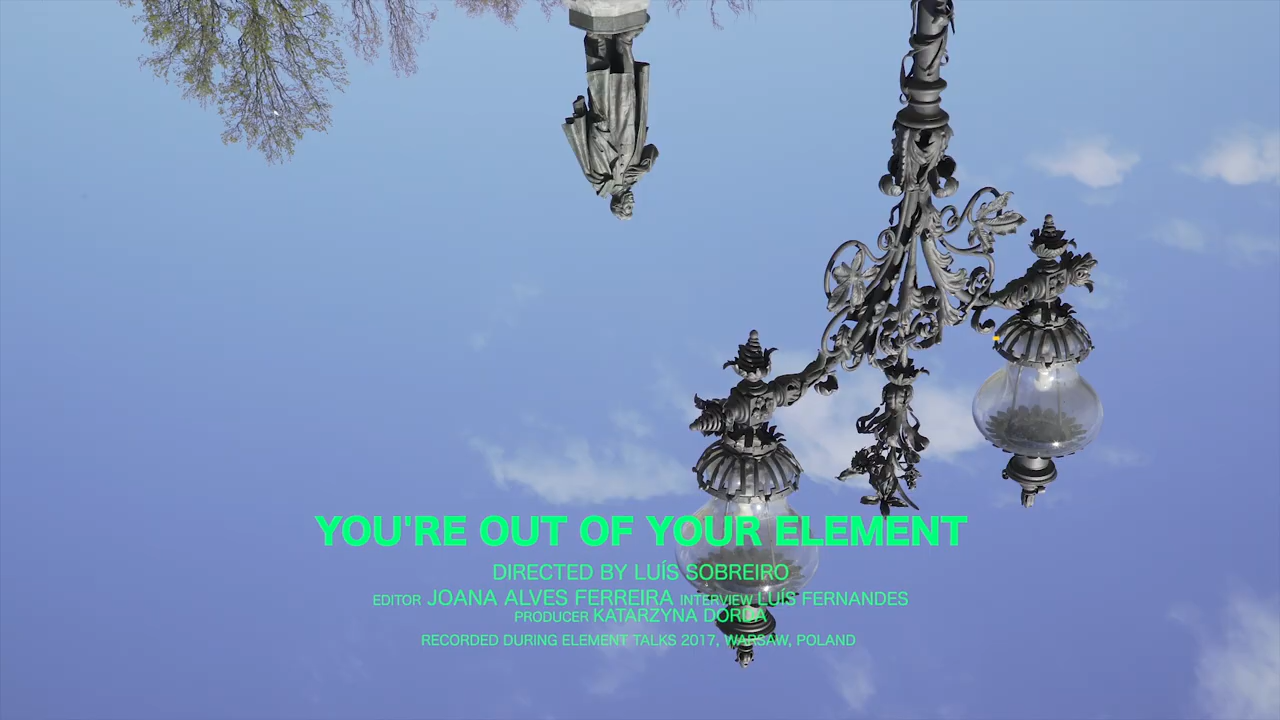 YOU'RE OUT OF YOUR ELEMENT
DIRECTED BY LUÍS SOBREIRO
EDITOR JOANA ALVES FERREIRA INTERVIEW LUÍS FERNANDES
PRODUCER KATARZYNA DORDA
RECORDED DURING ELEMENT TALKS 2017, WARSAW, POLAND